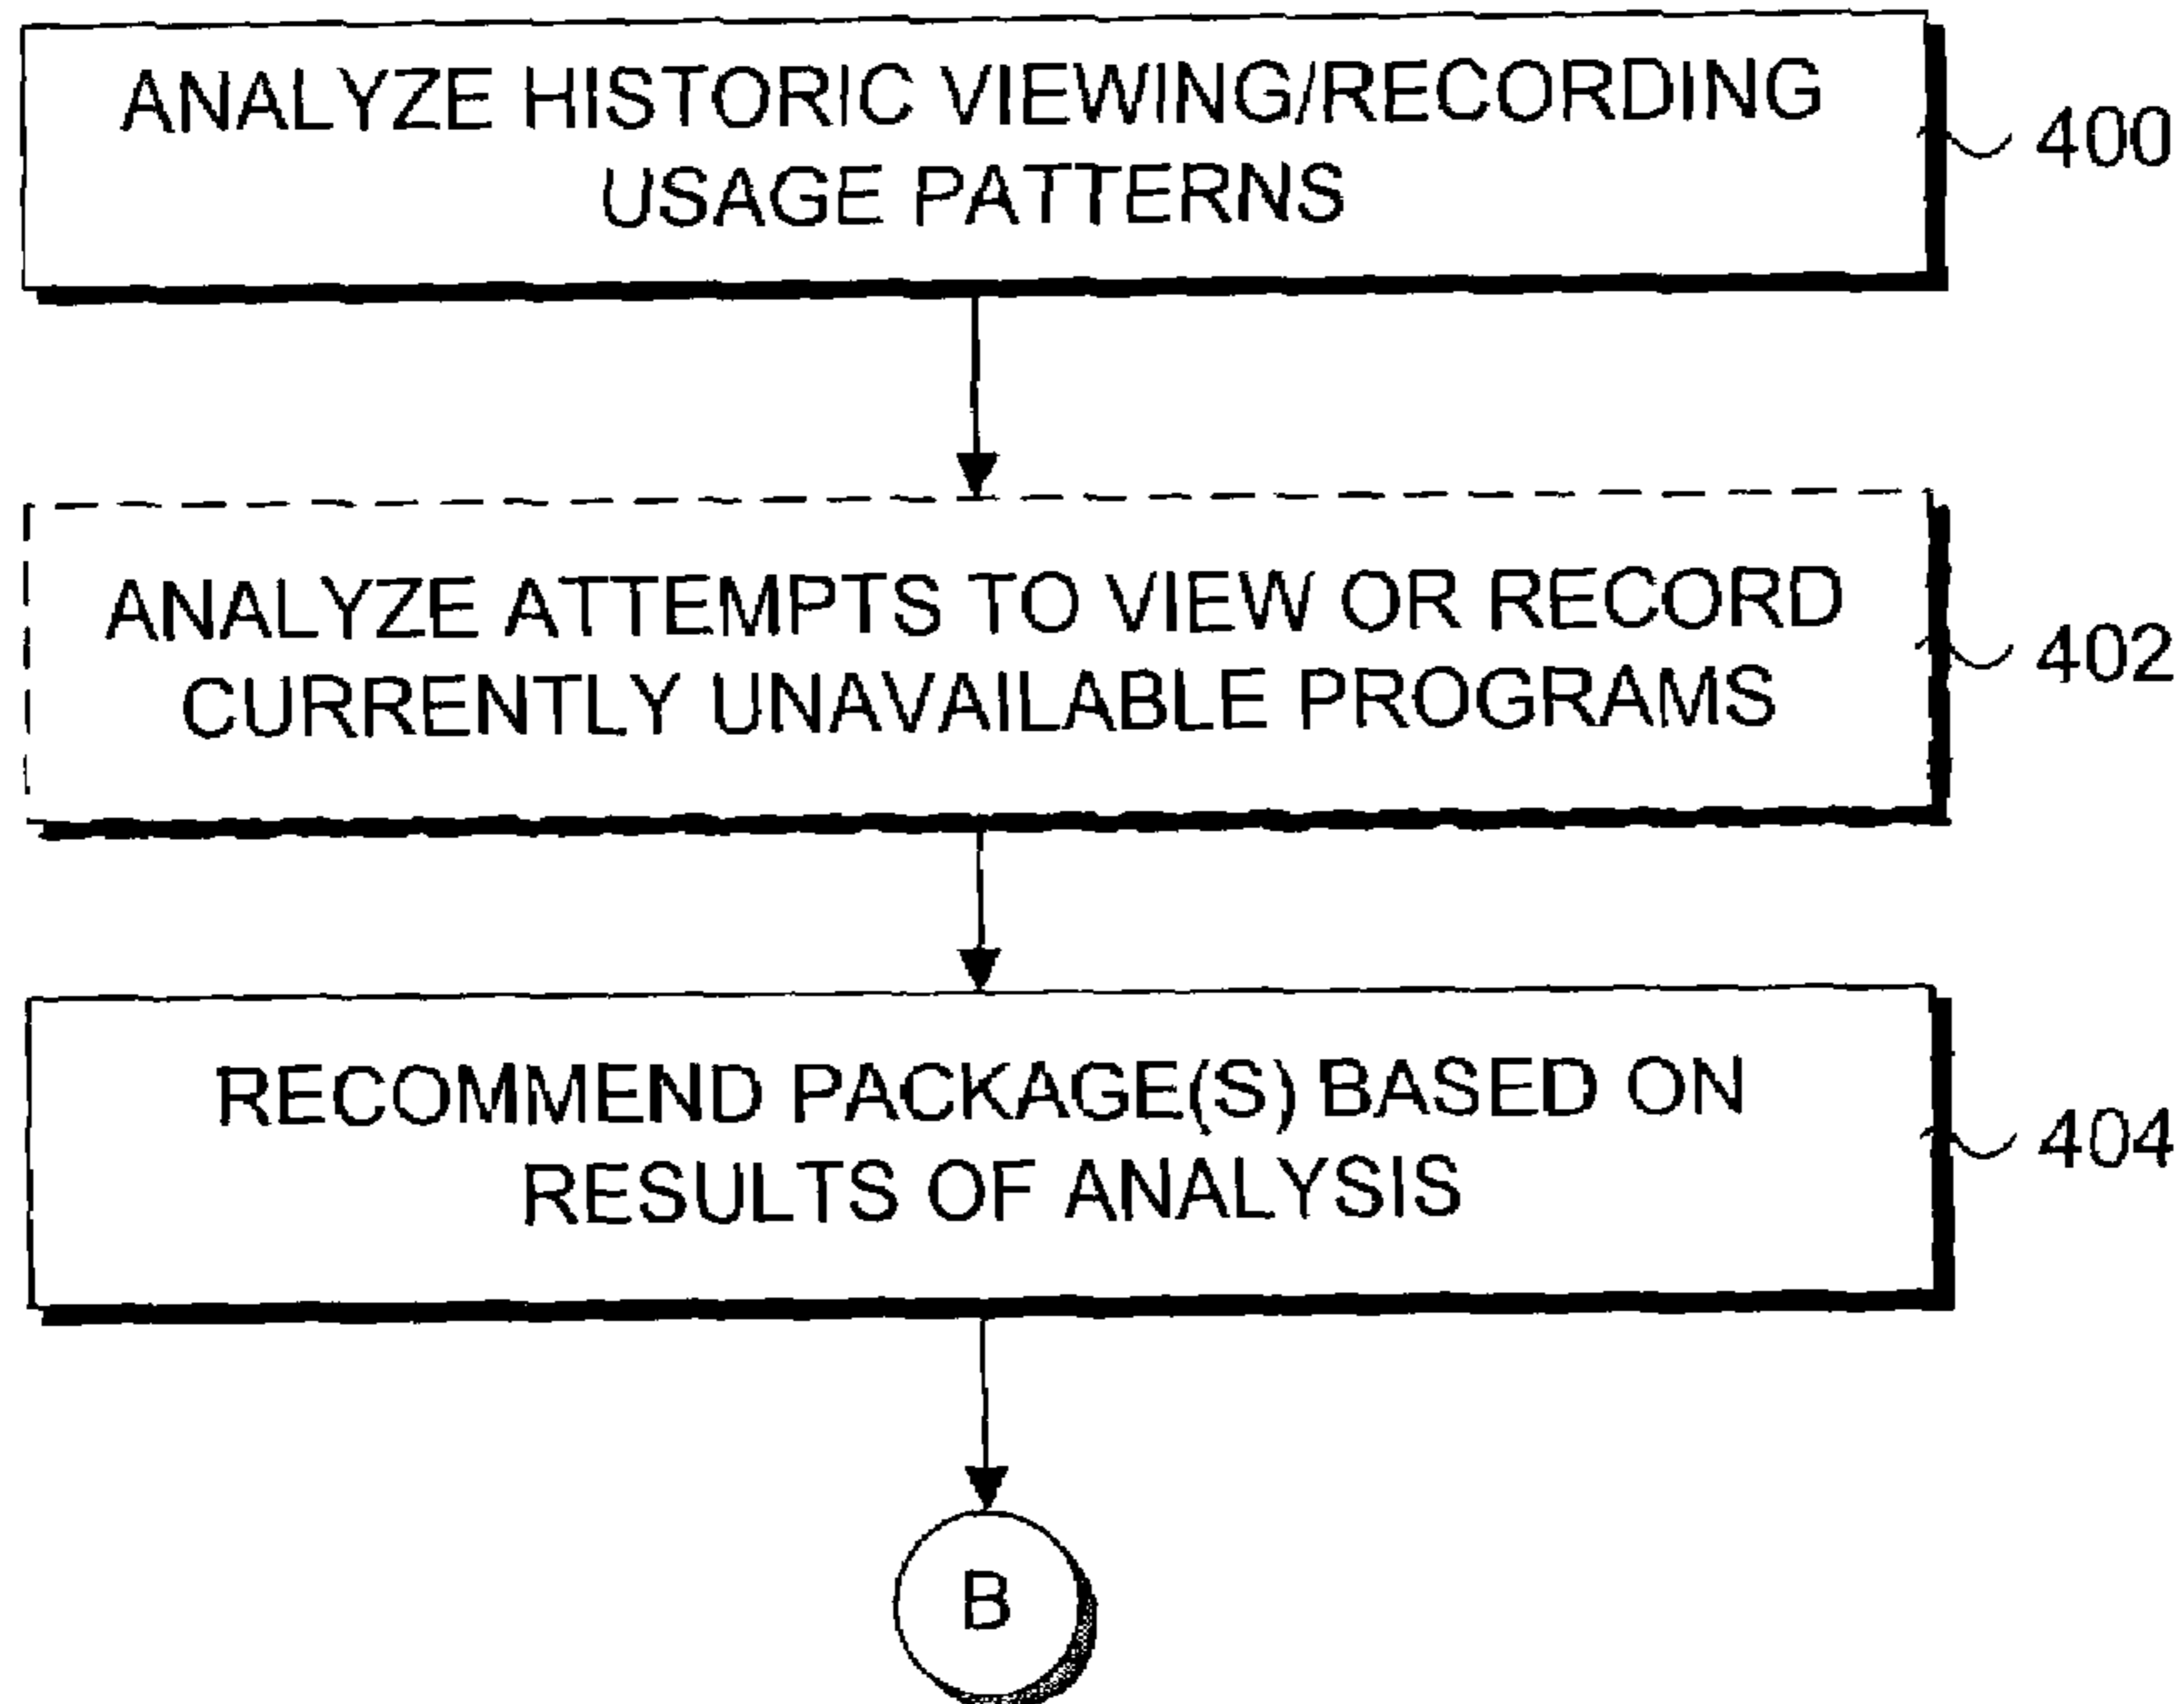 ANALYZE HISTORIC VIEWING/RECORDING
USAGE PATTERNS
400
ANALYZE ATTEMPTS TO VIEW OR RECORD
CURRENTLY UNAVAILABLE PROGRAMS
402
RECOMMEND PACKAGE(S) BASED ON
RESULTS OF ANALYSIS
404
B